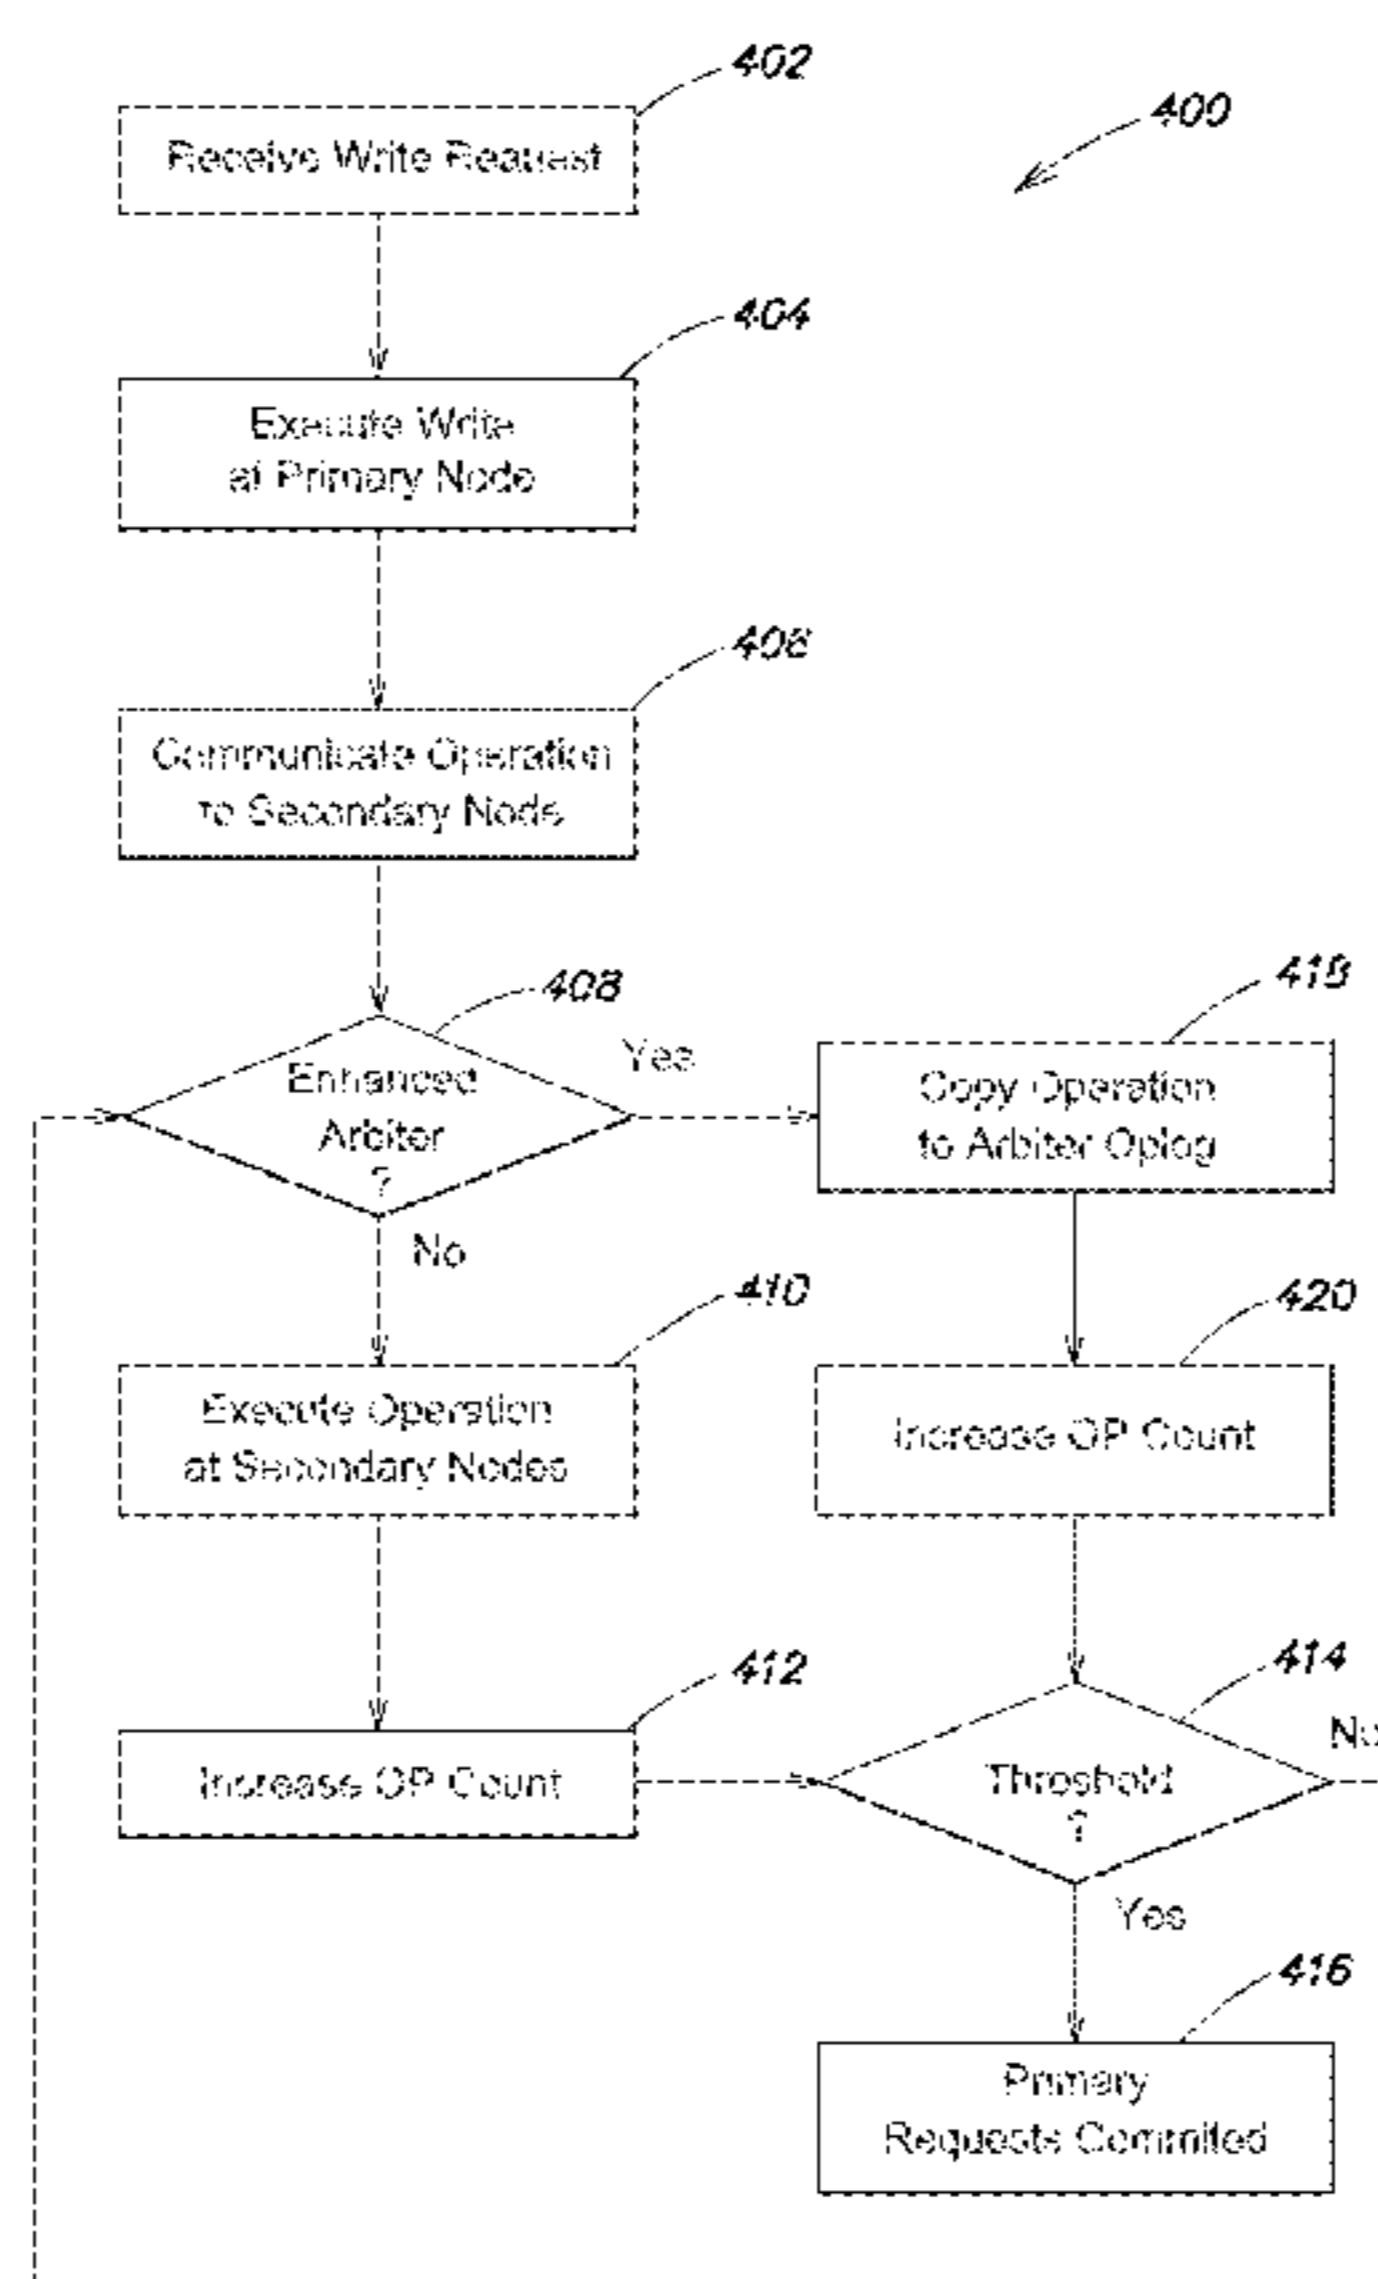 402
400
Receive Write Request
404
Execute Write
at Primary Node
406
Communicate Operation
to Secondary Node
408
Enhanced
Arbiter
?
Yes
No
418
Copy Operation
to Arbiter Oplog
410
Execute Operation
at Secondary Nodes
420
Increase OP Count
412
Increase OP Count
414
Threshold
?
No
Yes
416
Primary
Requests Commited